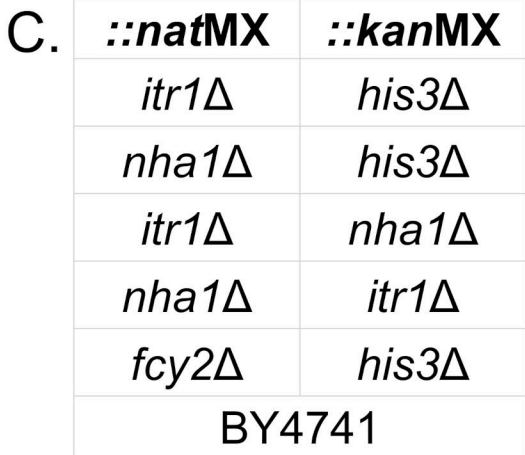 C. ::natMX ::kanMX
itr1Δ his3Δ
nha1Δ his3Δ
itr1Δ nha1Δ
nha1Δ itr1Δ
fcy2Δ his3Δ
BY4741